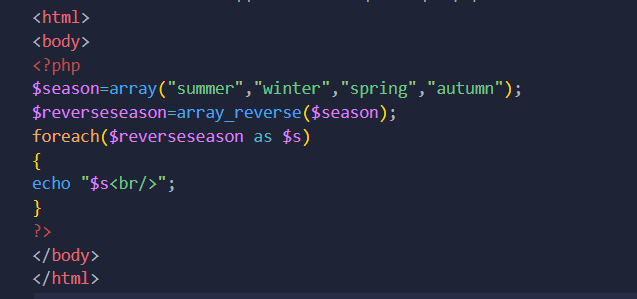 <html>
<body>
<?php
$season=array("summer","winter","spring","autumn");
$reverseseason=array_reverse($season);
foreach($reverseseason as $s)
{
echo "$s<br/>";
}
?>
</body>
</html>